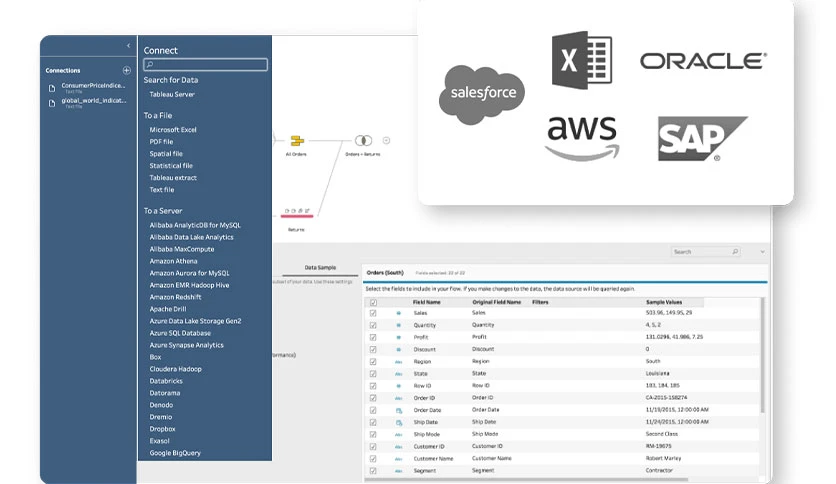 Connections
ConsumerPriceIndice...
Text file
global_world_indicat...
Text file
Connect
Search for Data
Tableau Server
To a File
Microsoft Excel
PDF file
Spatial file
Statistical file
Tableau extract
Text file
To a Server
Alibaba AnalyticDB for MySQL
Alibaba Data Lake Analytics
Alibaba MaxCompute
Amazon Athena
Amazon Aurora for MySQL
Amazon EMR Hadoop Hive
Amazon Redshift
Apache Drill
Azure Data Lake Storage Gen2
Azure SQL Database
Azure Synapse Analytics
Box
Cloudera Hadoop
Databricks
Datorama
Denodo
Dremio
Dropbox
Exasol
Google BigQuery
All Orders
Orders + Returns
Returns
salesforce
X
ORACLE®
aws
SAP®
Search
Data Sample
subset of your data. Use these settings
formance)
Orders (South) Fields selected: 22 of 22
Select the fields to include in your flow. If you make changes to the data, the data source will be queried again.
Field Name Original Field Name Filters Sample Values
Sales Sales 503.96, 149.95, 29
Quantity Quantity 4, 5, 2
Profit Profit 131.0296, 41.986, 7.25
Discount Discount 0
Abc Region Region South
Abc State State Louisiana
Row ID Row ID 183, 184, 185
Abc Order ID Order ID CA-2015-158274
Order Date Order Date 11/19/2015, 12:00:00 AM
Ship Date Ship Date 11/24/2015, 12:00:00 AM
Abc Ship Mode Ship Mode Second Class
Abc Customer ID Customer ID RM-19675
Abc Customer Name Customer Name Robert Marley
Abc Segment Segment Contractor